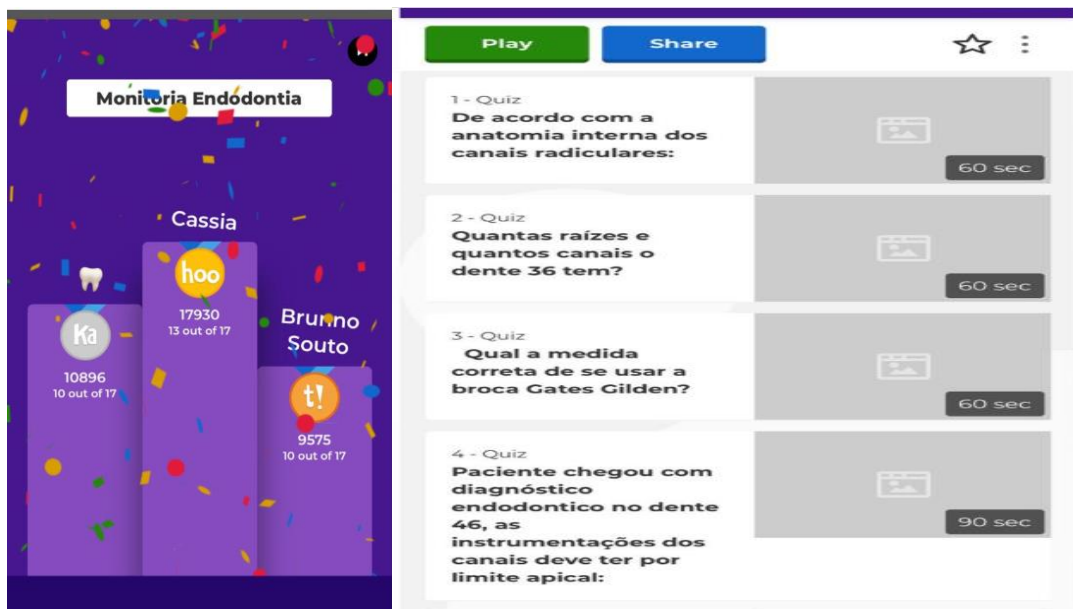 Monitoria Endodontia
Cassia
hoo
17930
13 out of 17
Ka
10896
10 out of 17
Brunno
Souto
t!
9575
10 out of 17
Play
Share
1 - Quiz
De acordo com a
anatomia interna dos
canais radiculares:
60 sec
2 - Quiz
Quantas raízes e
quantos canais o
dente 36 tem?
60 sec
3 - Quiz
Qual a medida
correta de se usar a
broca Gates Gilden?
60 sec
4 - Quiz
Paciente chegou com
diagnóstico
endodontico no dente
46, as
instrumentações dos
canais deve ter por
limite apical:
90 sec